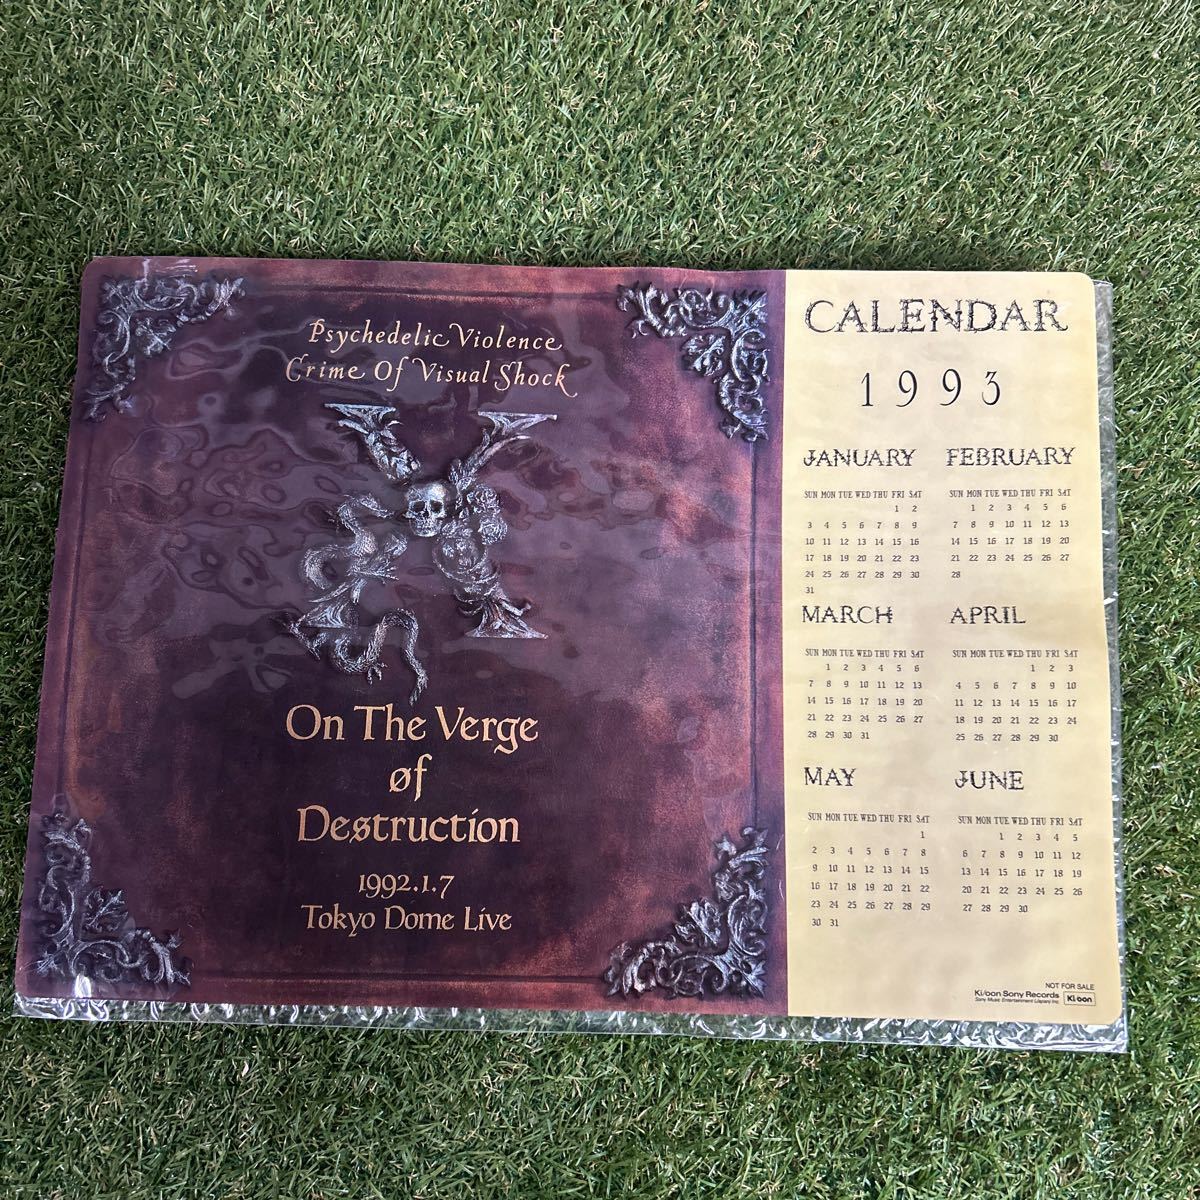 Psychedelic Violence
Crime Of Visual Shock
X
On The Verge
øf
Destruction
1992.1.7
Tokyo Dome Live
CALENDAR
1993
JANUARY
SUN MON TUE WED THU FRI SAT
1 2
3 4 5 6 7 8 9
10 11 12 13 14 15 16
17 18 19 20 21 22 23
24 25 26 27 28 29 30
31
FEBRUARY
SUN MON TUE WED THU FRI SAT
1 2 3 4 5 6
7 8 9 10 11 12 13
14 15 16 17 18 19 20
21 22 23 24 25 26 27
28
MARCH
SUN MON TUE WED THU FRI SAT
1 2 3 4 5 6
7 8 9 10 11 12 13
14 15 16 17 18 19 20
21 22 23 24 25 26 27
28 29 30 31
APRIL
SUN MON TUE WED THU FRI SAT
1 2 3
4 5 6 7 8 9 10
11 12 13 14 15 16 17
18 19 20 21 22 23 24
25 26 27 28 29 30
MAY
SUN MON TUE WED THU FRI SAT
1
2 3 4 5 6 7 8
9 10 11 12 13 14 15
16 17 18 19 20 21 22
23 24 25 26 27 28 29
30 31
JUNE
SUN MON TUE WED THU FRI SAT
1 2 3 4 5
6 7 8 9 10 11 12
13 14 15 16 17 18 19
20 21 22 23 24 25 26
27 28 29 30
NOT FOR SALE
Ki/oon Sony Records
Sony Music Entertainment (Japan) Inc.
Ki/oon